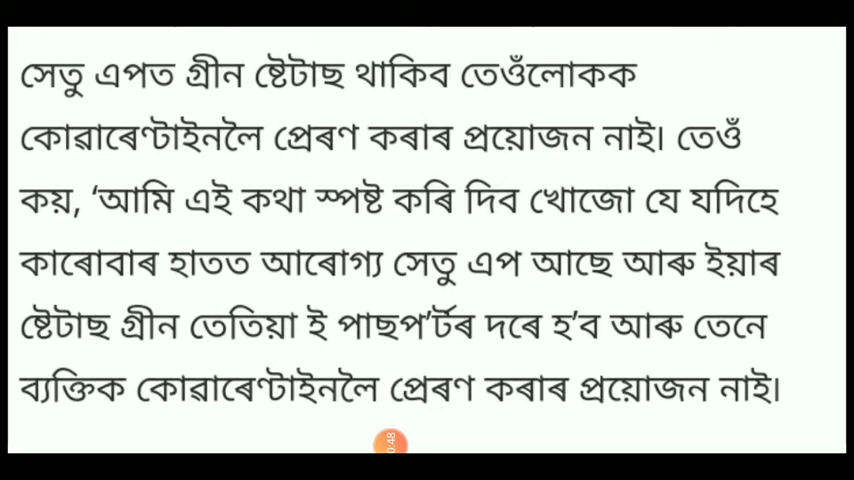 সেতু এপত গ্ৰীন ষ্টেটাছ থাকিব তেওঁলোকক
কোৱাৰেণ্টাইনলৈ প্ৰেৰণ কৰাৰ প্ৰয়োজন নাই। তেওঁ
কয়, ‘আমি এই কথা স্পষ্ট কৰি দিব খোজো যে যদিহে
কাৰোবাৰ হাতত আৰোগ্য সেতু এপ আছে আৰু ইয়াৰ
ষ্টেটাছ গ্ৰীন তেতিয়া ই পাছপ’ৰ্টৰ দৰে হ’ব আৰু তেনে
ব্যক্তিক কোৱাৰেণ্টাইনলৈ প্ৰেৰণ কৰাৰ প্ৰয়োজন নাই।